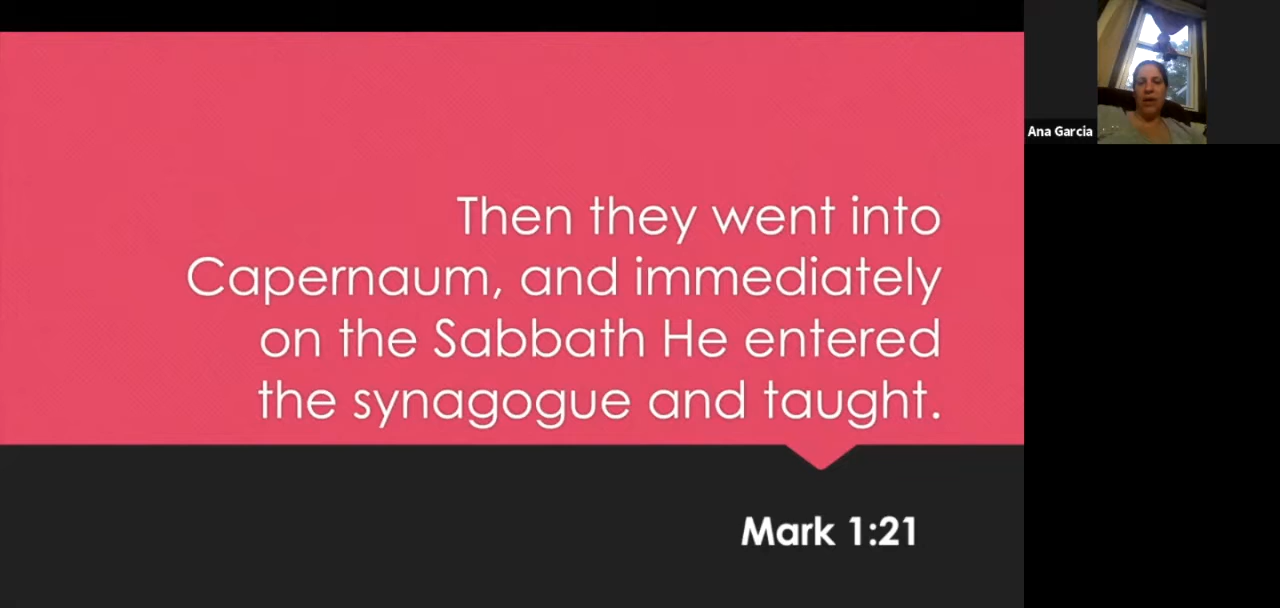 Then they went into
Capernaum, and immediately
on the Sabbath He entered
the synagogue and taught.
Mark 1:21
Ana Garcia